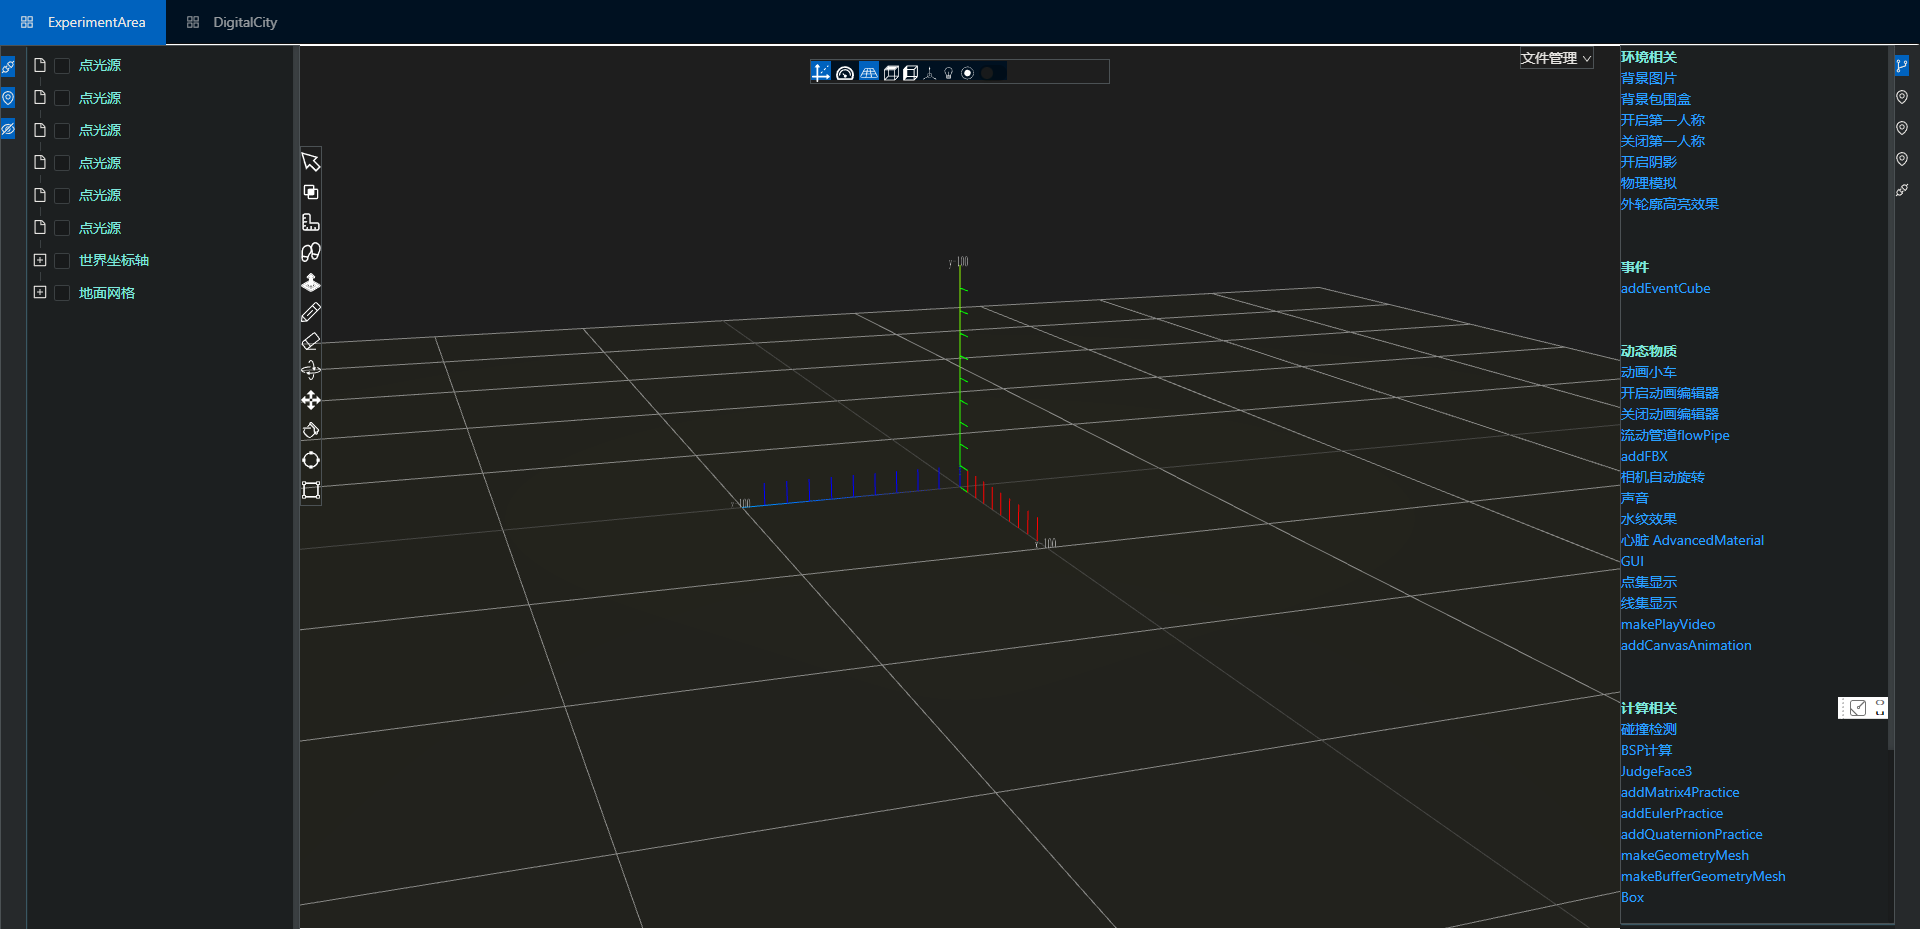 ExperimentArea
DigitalCity
点光源
点光源
点光源
点光源
点光源
点光源
世界坐标轴
地面网格
文件管理
y-100
100
100
环境相关
背景图片
背景包围盒
开启第一人称
关闭第一人称
开启阴影
物理模拟
外轮廓高亮效果
事件
addEventCube
动态物质
动画小车
开启动画编辑器
关闭动画编辑器
流动管道flowPipe
addFBX
相机自动旋转
声音
水纹效果
心脏 AdvancedMaterial
GUI
点集显示
线集显示
makePlayVideo
addCanvasAnimation
计算相关
碰撞检测
BSP计算
JudgeFace3
addMatrix4Practice
addEulerPractice
addQuaternionPractice
makeGeometryMesh
makeBufferGeometryMesh
Box